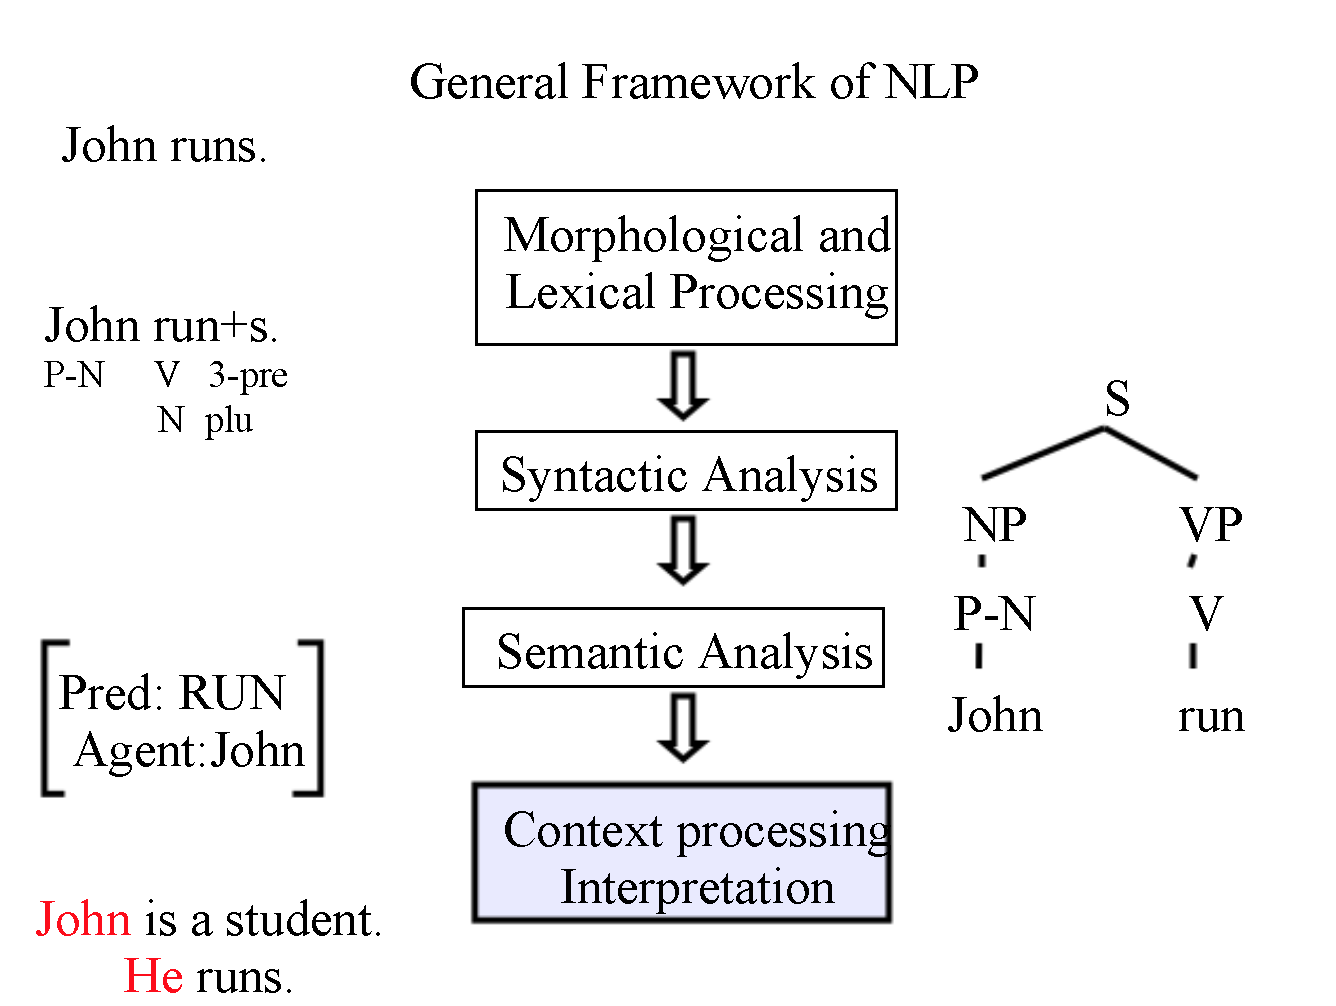 General Framework of NLP
John runs.
Morphological and
Lexical Processing
John run+s.
P-N V 3-pre
N plu
Syntactic Analysis
S
NP VP
P-N V
John run
Semantic Analysis
Pred: RUN
Agent:John
Context processing
Interpretation
John is a student.
He runs.